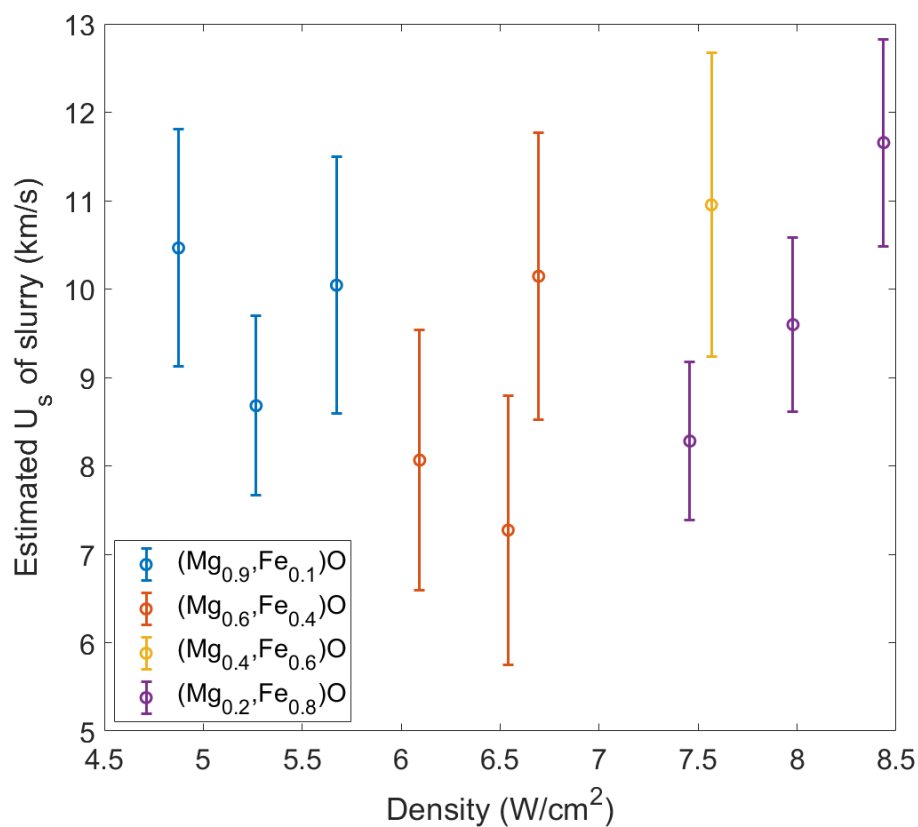 13
12
11
10
9
8
7
6
5
Estimated U_s of slurry (km/s)
(Mg_0.9,Fe_0.1)O
(Mg_0.6,Fe_0.4)O
(Mg_0.4,Fe_0.6)O
(Mg_0.2,Fe_0.8)O
4.5 5 5.5 6 6.5 7 7.5 8 8.5
Density (W/cm²)